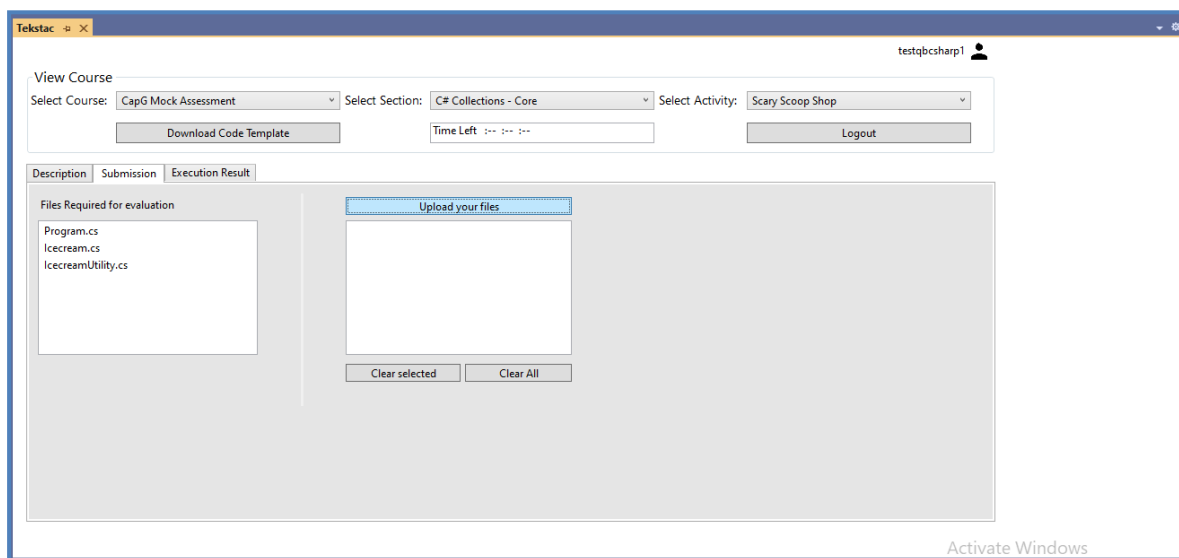 Tekstac
testqbcsharp1
View Course
Select Course: CapG Mock Assessment Select Section: C# Collections - Core Select Activity: Scary Scoop Shop
Download Code Template Time Left :-- :-- :-- Logout
Description Submission Execution Result
Files Required for evaluation Upload your files
Program.cs
Icecream.cs
IcecreamUtility.cs
Clear selected Clear All
Activate Windows